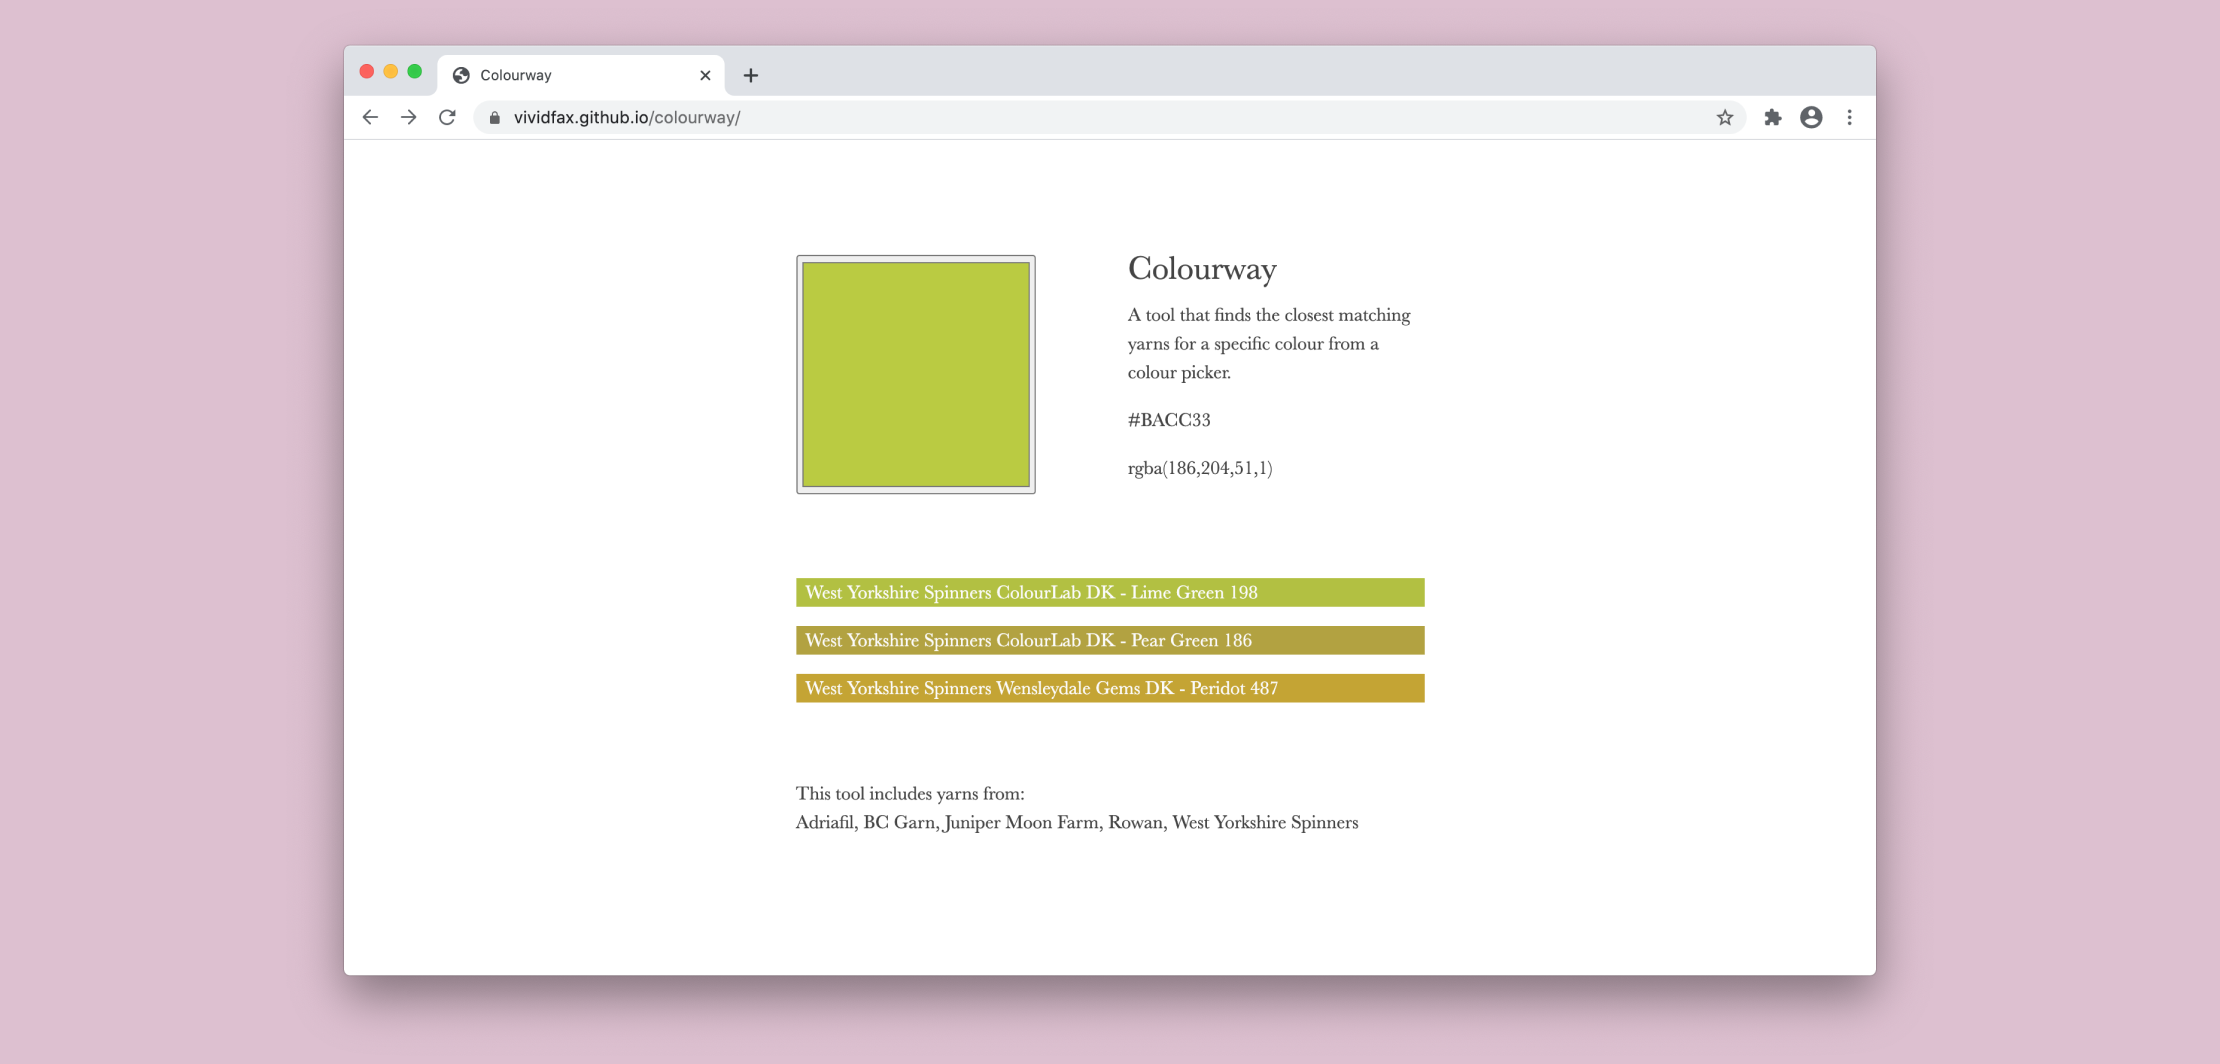 Colourway
vividfax.github.io/colourway/
Colourway
A tool that finds the closest matching
yarns for a specific colour from a
colour picker.
#BACC33
rgba(186,204,51,1)
West Yorkshire Spinners ColourLab DK - Lime Green 198
West Yorkshire Spinners ColourLab DK - Pear Green 186
West Yorkshire Spinners Wensleydale Gems DK - Peridot 487
This tool includes yarns from:
Adriafil, BC Garn, Juniper Moon Farm, Rowan, West Yorkshire Spinners